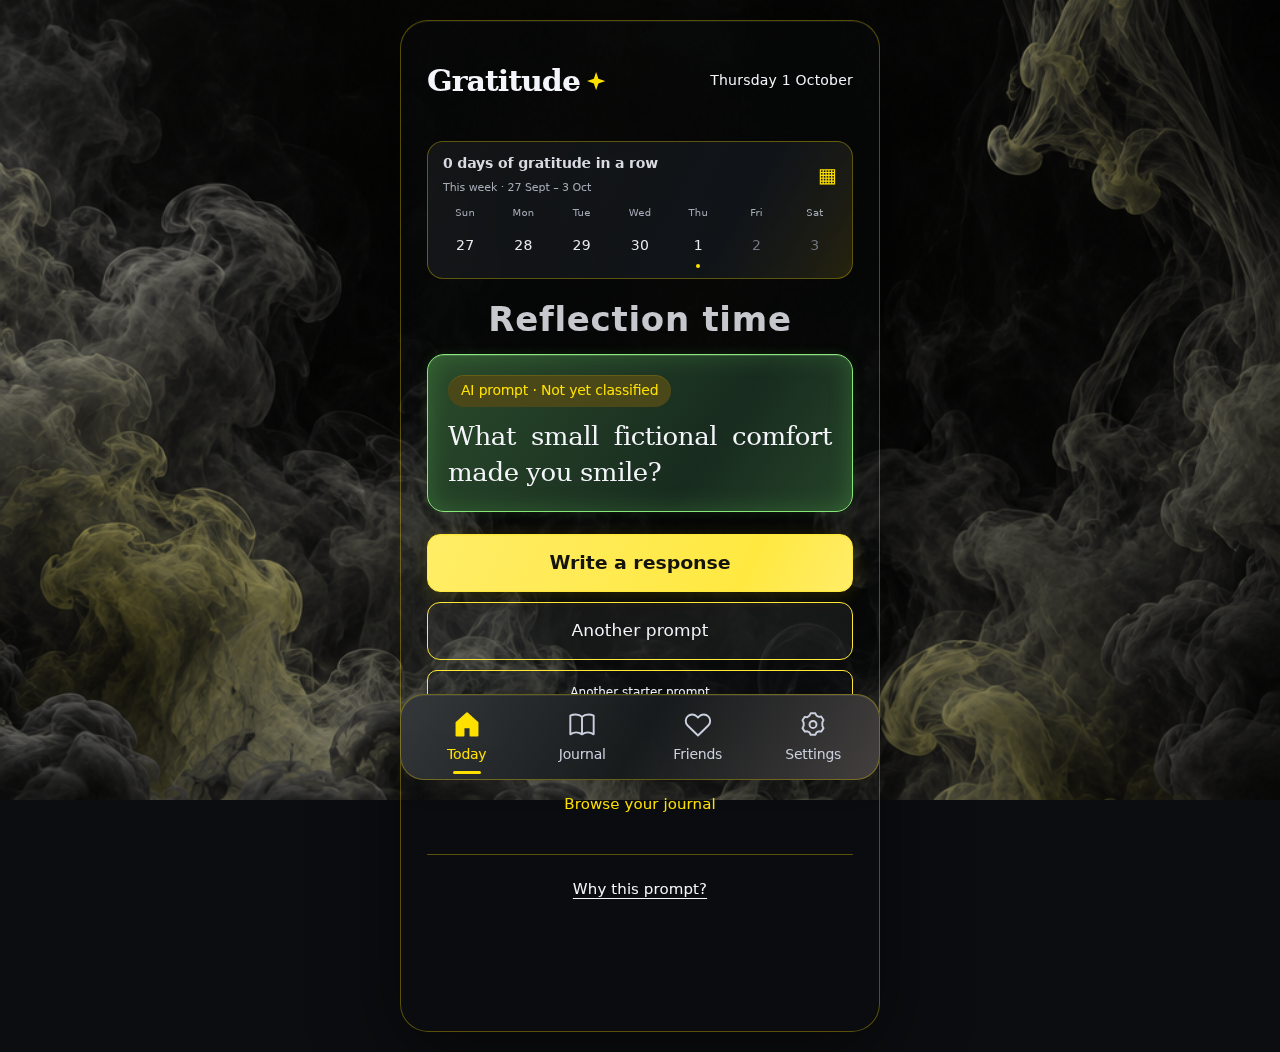 Gratitude
Thursday 1 October
0 days of gratitude in a row
This week · 27 Sept – 3 Oct
Sun Mon Tue Wed Thu Fri Sat
27 28 29 30 1 2 3
Reflection time
AI prompt · Not yet classified
What small fictional comfort
made you smile?
Write a response
Another prompt
Another starter prompt
Today Journal Friends Settings
Browse your journal
Why this prompt?